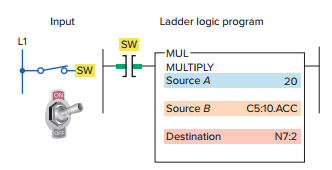 Input
Ladder logic program
L1
SW
SW
ON
OFF
MUL
MULTIPLY
Source A 20
Source B C5:10.ACC
Destination N7:2